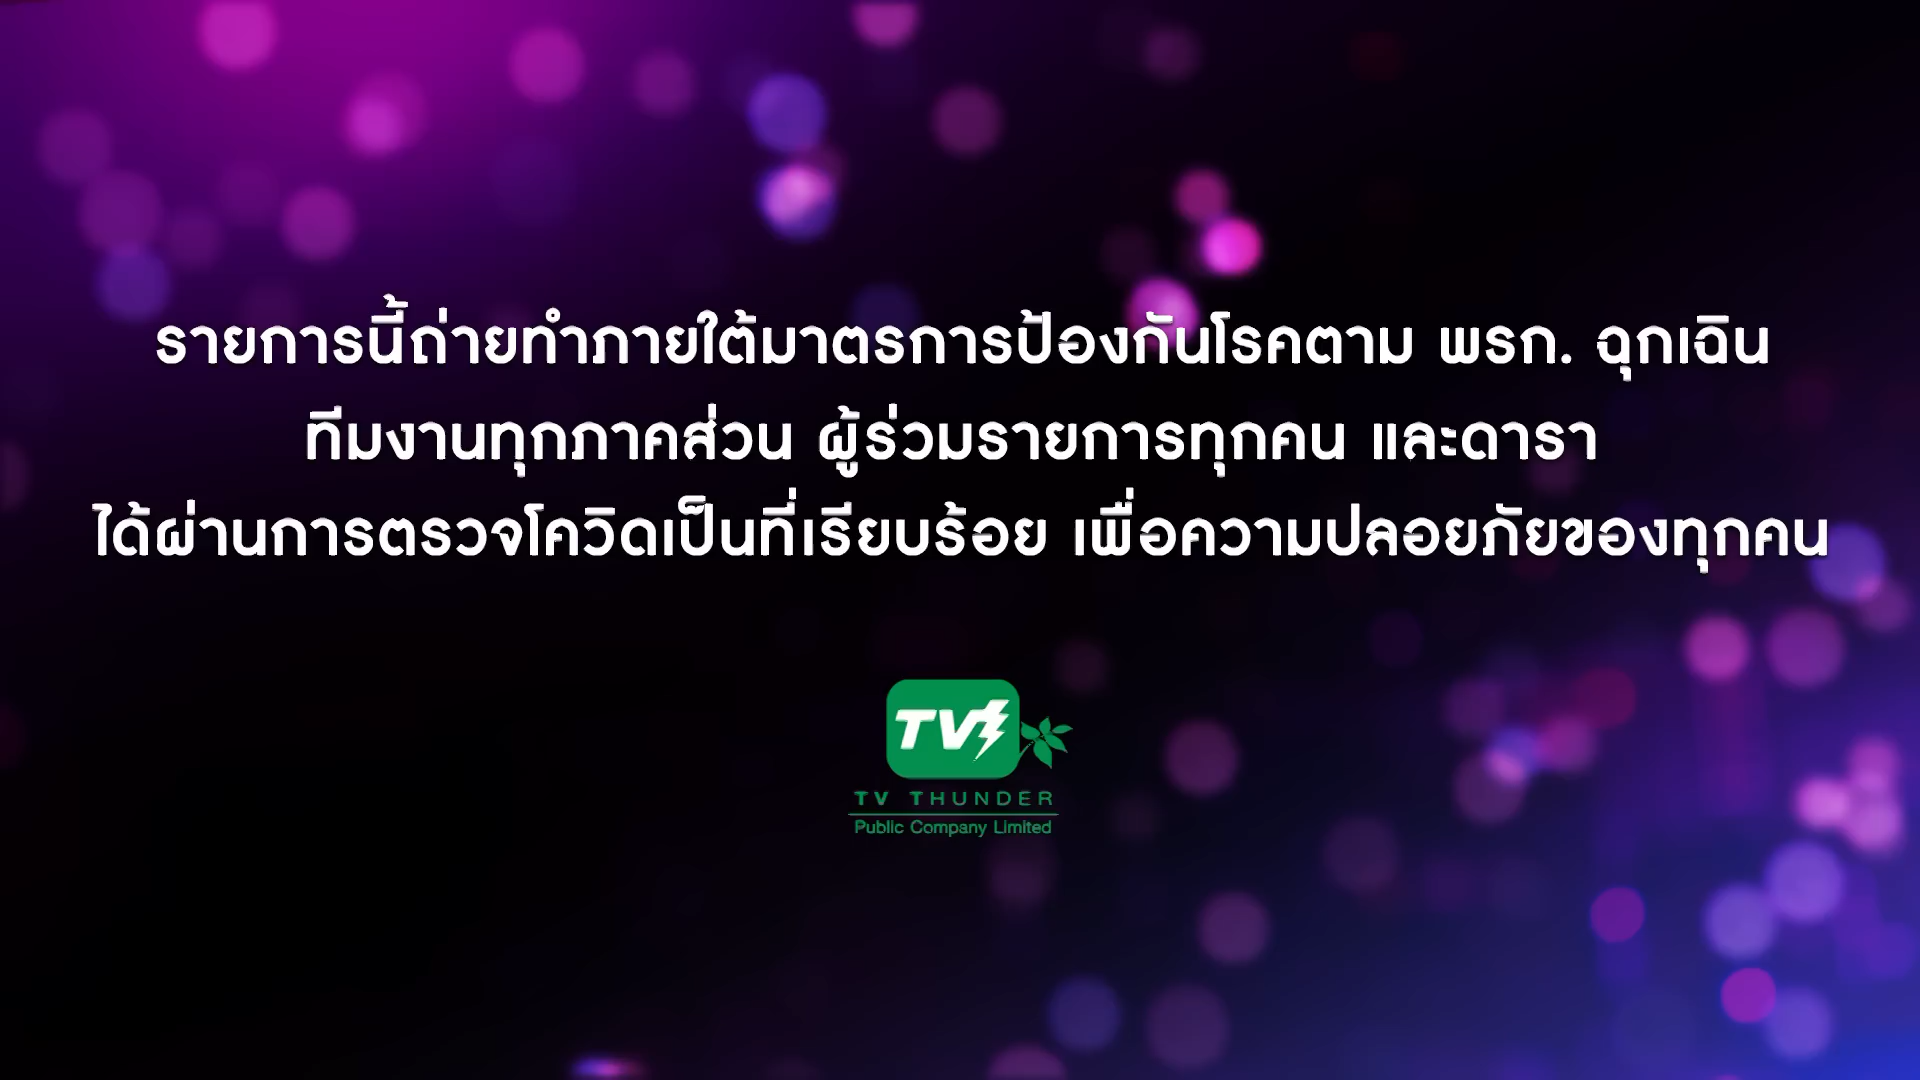 รายการนี้ถ่ายทำภายใต้มาตรการป้องกันโรคตาม พรก. ฉุกเฉิน
ทีมงานทุกภาคส่วน ผู้ร่วมรายการทุกคน และดารา
ได้ผ่านการตรวจโควิดเป็นที่เรียบร้อย เพื่อความปลอยภัยของทุกคน
TV
TV THUNDER
Public Company Limited